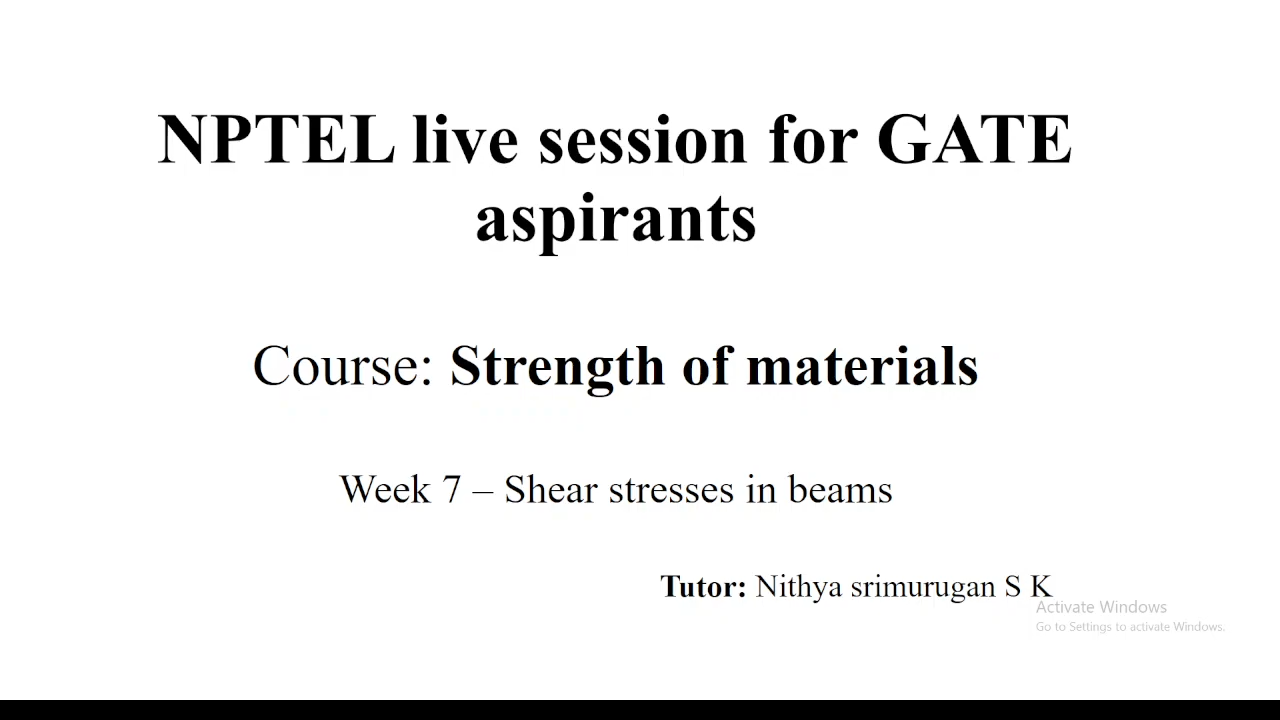 NPTEL live session for GATE
aspirants
Course: Strength of materials
Week 7 – Shear stresses in beams
Tutor: Nithya srimurugan S K
Activate Windows
Go to Settings to activate Windows.